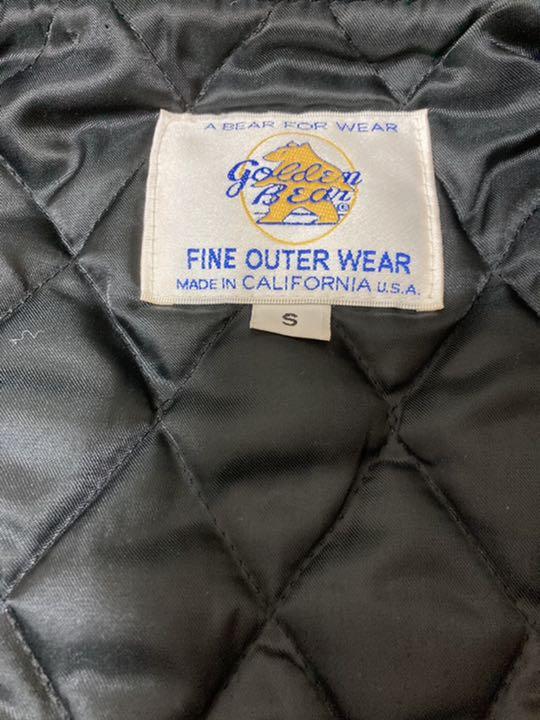 A BEAR FOR WEAR
Golden
Bear ©
FINE OUTER WEAR
MADE IN CALIFORNIA U.S.A.
S